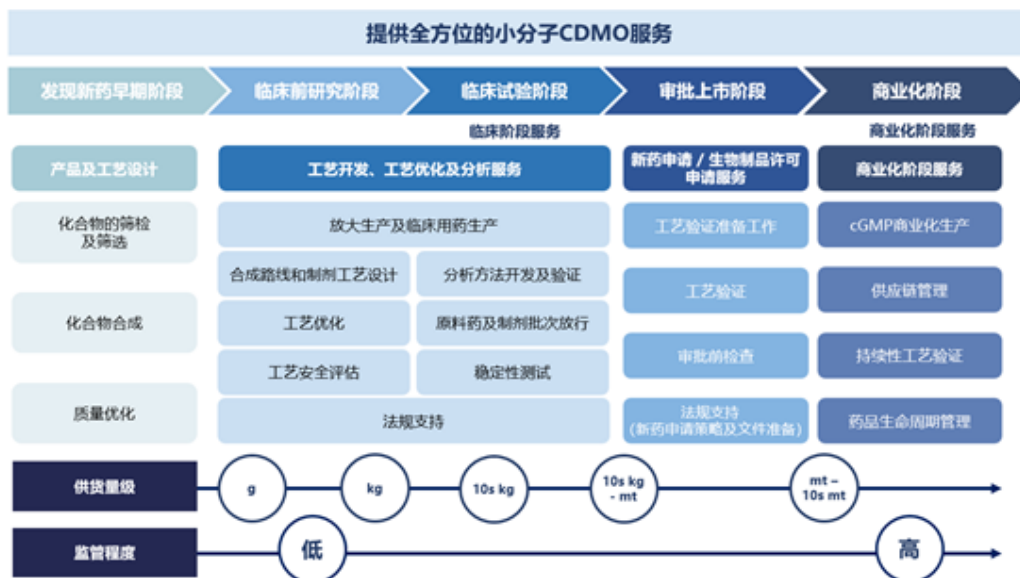 提供全方位的小分子CDMO服务
发现新药早期阶段
临床前研究阶段
临床试验阶段
审批上市阶段
商业化阶段
临床阶段服务
商业化阶段服务
产品及工艺设计
工艺开发、工艺优化及分析服务
新药申请 / 生物制品许可
申请服务
商业化阶段服务
化合物的筛检
及筛选
放大生产及临床用药生产
工艺验证准备工作
cGMP商业化生产
合成路线和制剂工艺设计
分析方法开发及验证
工艺验证
供应链管理
化合物合成
工艺优化
原料药及制剂批次放行
审批前检查
持续性工艺验证
工艺安全评估
稳定性测试
质量优化
法规支持
法规支持
(新药申请策略及文件准备)
药品生命周期管理
供货量级
g
kg
10s kg
10s kg
- mt
mt –
10s mt
监管程度
低
高